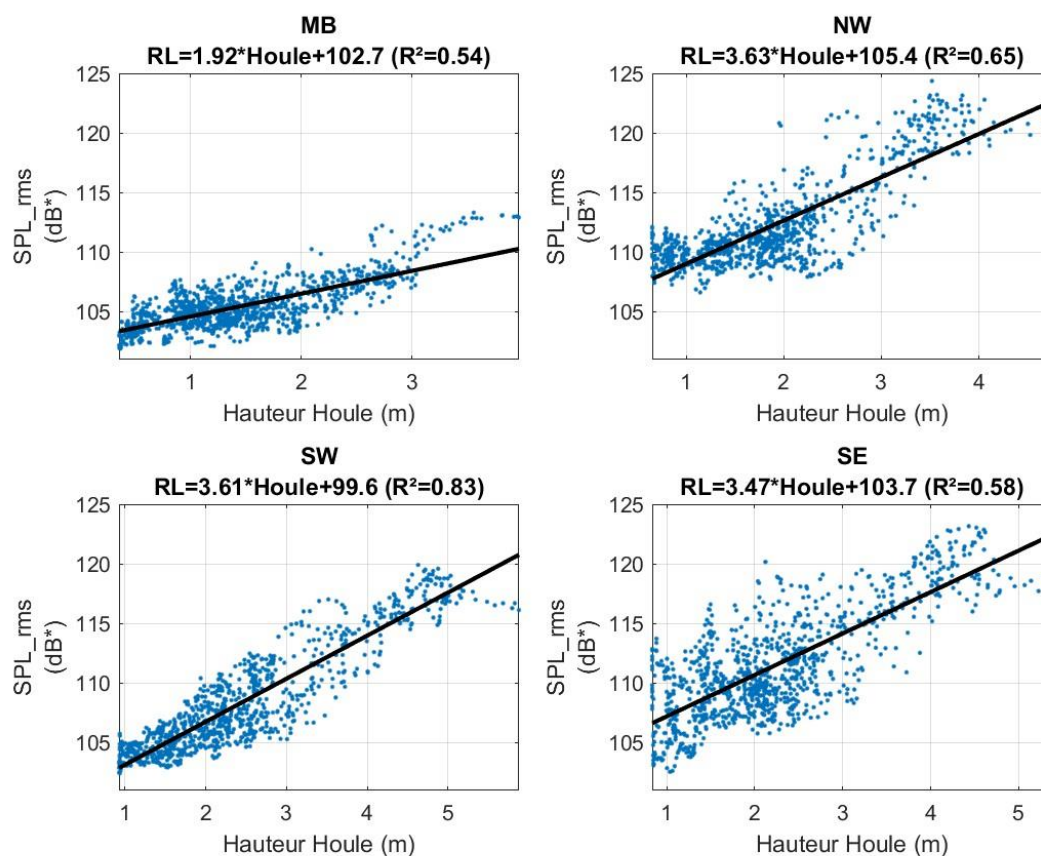 MB
RL=1.92*Houle+102.7 (R²=0.54)
125
120
115
110
105
SPL_rms
(dB*)
1
2
3
Hauteur Houle (m)
NW
RL=3.63*Houle+105.4 (R²=0.65)
125
120
115
110
105
SPL_rms
(dB*)
1
2
3
4
Hauteur Houle (m)
SW
RL=3.61*Houle+99.6 (R²=0.83)
125
120
115
110
105
SPL_rms
(dB*)
1
2
3
4
5
Hauteur Houle (m)
SE
RL=3.47*Houle+103.7 (R²=0.58)
125
120
115
110
105
SPL_rms
(dB*)
1
2
3
4
5
Hauteur Houle (m)